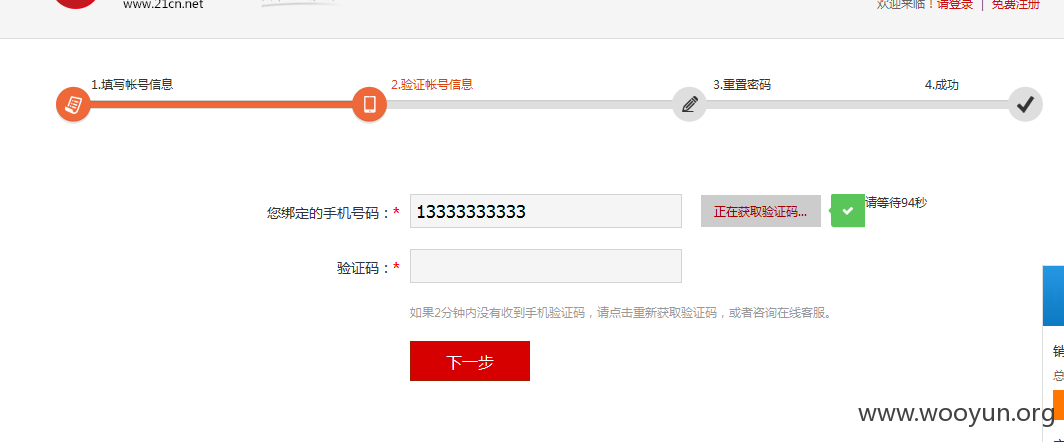 www.21cn.net
欢迎来临！请登录 | 免费注册
1.填写帐号信息
2.验证帐号信息
3.重置密码
4.成功
您绑定的手机号码：* 13333333333 正在获取验证码... 请等待94秒
验证码：*
如果2分钟内没有收到手机验证码，请点击重新获取验证码，或者咨询在线客服。
下一步
销
总
www.wooyun.org